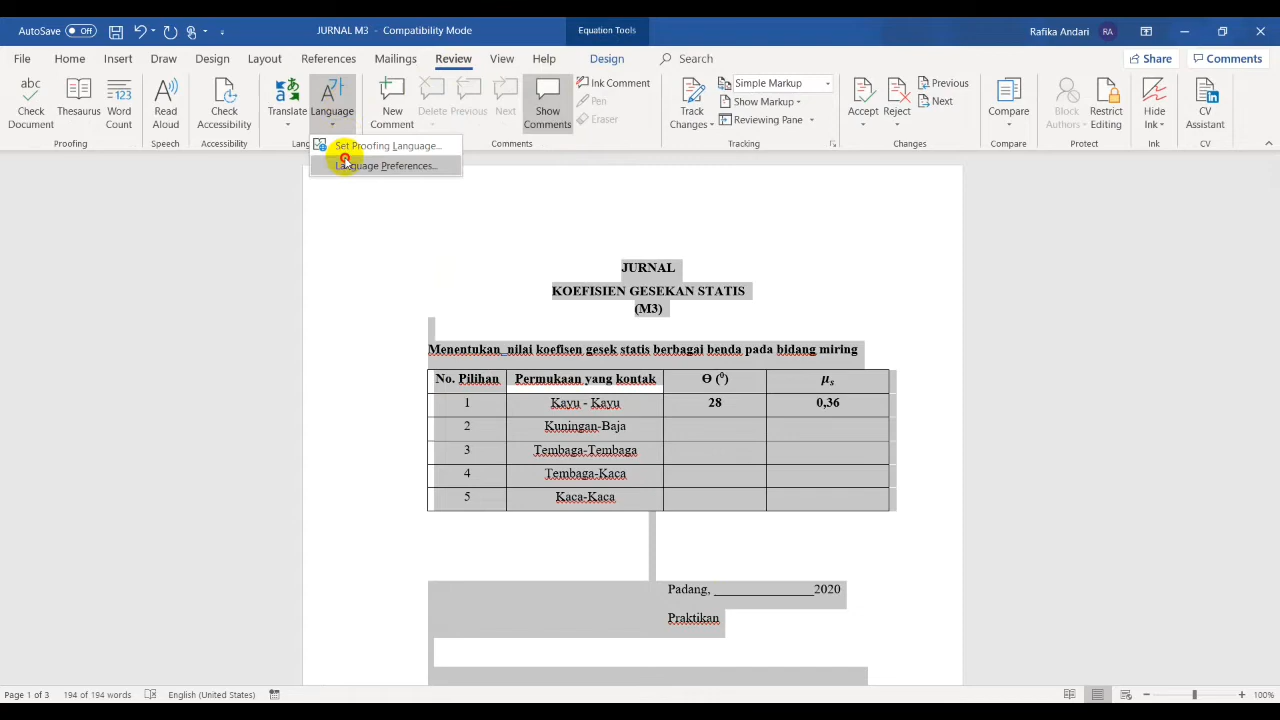 AutoSave Off JURNAL M3 - Compatibility Mode Equation Tools Rafika Andari RA
File Home Insert Draw Design Layout References Mailings Review View Help Design Search Share Comments
abc
Check Document
Thesaurus
123
Word Count
Read Aloud
Check Accessibility
Translate
Language
New Comment
Delete
Previous
Next
Show Comments
Ink Comment
Pen
Eraser
Track Changes
Simple Markup
Show Markup
Reviewing Pane
Accept
Reject
Previous
Next
Compare
Block Authors
Restrict Editing
Hide Ink
CV Assistant
Proofing Speech Accessibility Lang Comments Tracking Changes Compare Protect Ink CV
Set Proofing Language...
Language Preferences...
JURNAL
KOEFISIEN GESEKAN STATIS
(M3)
Menentukan nilai koefisen gesek statis berbagai benda pada bidang miring
No. Pilihan Permukaan yang kontak Ө (⁰) μₛ
1 Kayu - Kayu 28 0,36
2 Kuningan-Baja
3 Tembaga-Tembaga
4 Tembaga-Kaca
5 Kaca-Kaca
Padang, ________________2020
Praktikan
Page 1 of 3 194 of 194 words English (United States) 100%